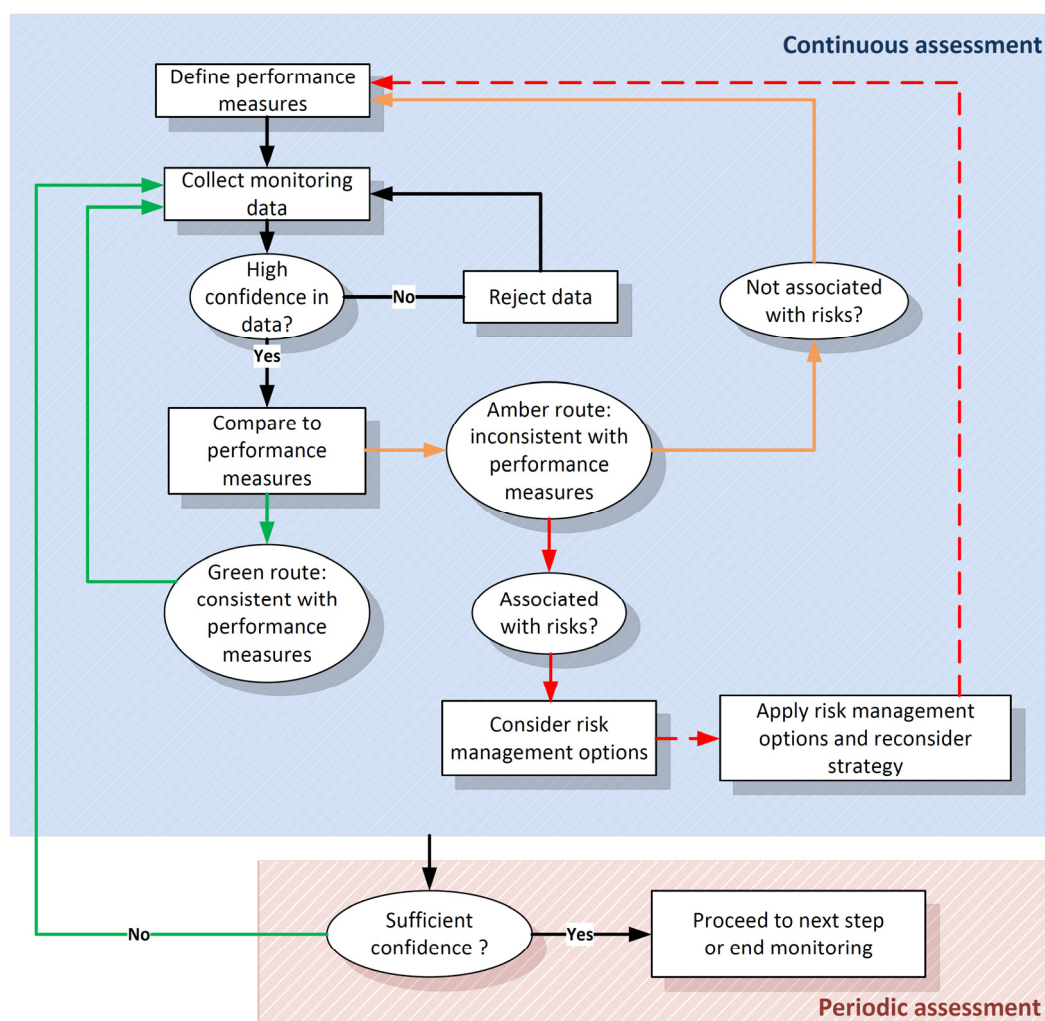 Continuous assessment
Define performance
measures
Collect monitoring
data
High
confidence in
data?
No
Reject data
Not associated
with risks?
Yes
Compare to
performance
measures
Amber route:
inconsistent with
performance
measures
Green route:
consistent with
performance
measures
Associated
with risks?
Consider risk
management options
Apply risk management
options and reconsider
strategy
No
Sufficient
confidence ?
Yes
Proceed to next step
or end monitoring
Periodic assessment